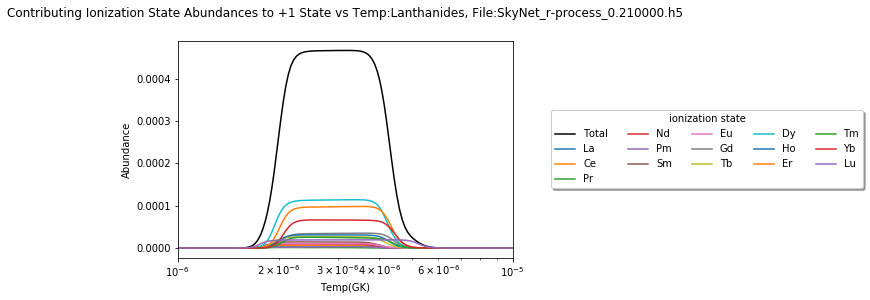 Contributing Ionization State Abundances to +1 State vs Temp:Lanthanides, File:SkyNet_r-process_0.210000.h5
Abundance
0.0004
0.0003
0.0002
0.0001
0.0000
10⁻⁶
2 × 10⁻⁶
3 × 10⁻⁶
4 × 10⁻⁶
6 × 10⁻⁶
10⁻⁵
Temp(GK)
ionization state
Total Nd Eu Dy Tm
La Pm Gd Ho Yb
Ce Sm Tb Er Lu
Pr